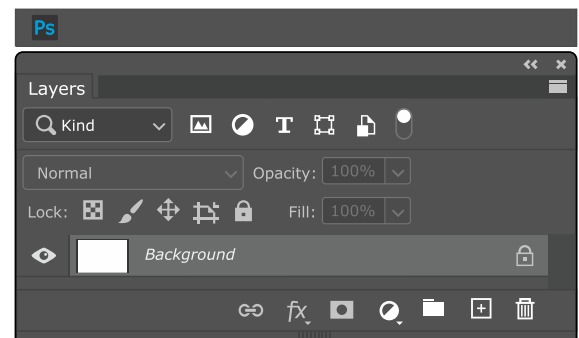 Ps
Layers
Kind
Normal Opacity: 100%
Lock: Fill: 100%
Background
fx